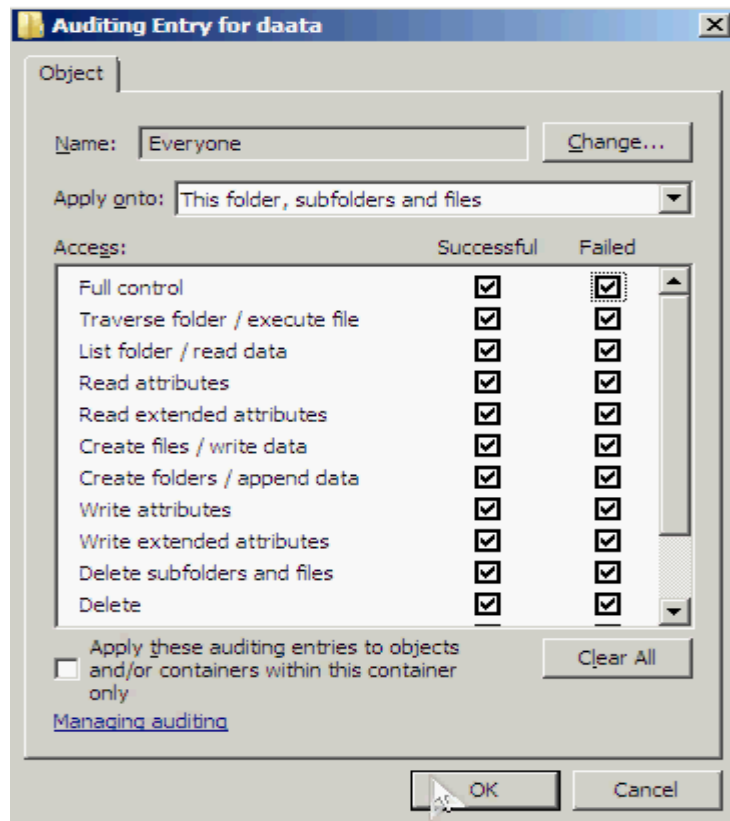 Auditing Entry for daata
Object
Name: Everyone Change...
Apply onto: This folder, subfolders and files
Access: Successful Failed
Full control
Traverse folder / execute file
List folder / read data
Read attributes
Read extended attributes
Create files / write data
Create folders / append data
Write attributes
Write extended attributes
Delete subfolders and files
Delete
Apply these auditing entries to objects
and/or containers within this container
only
Clear All
Managing auditing
OK Cancel